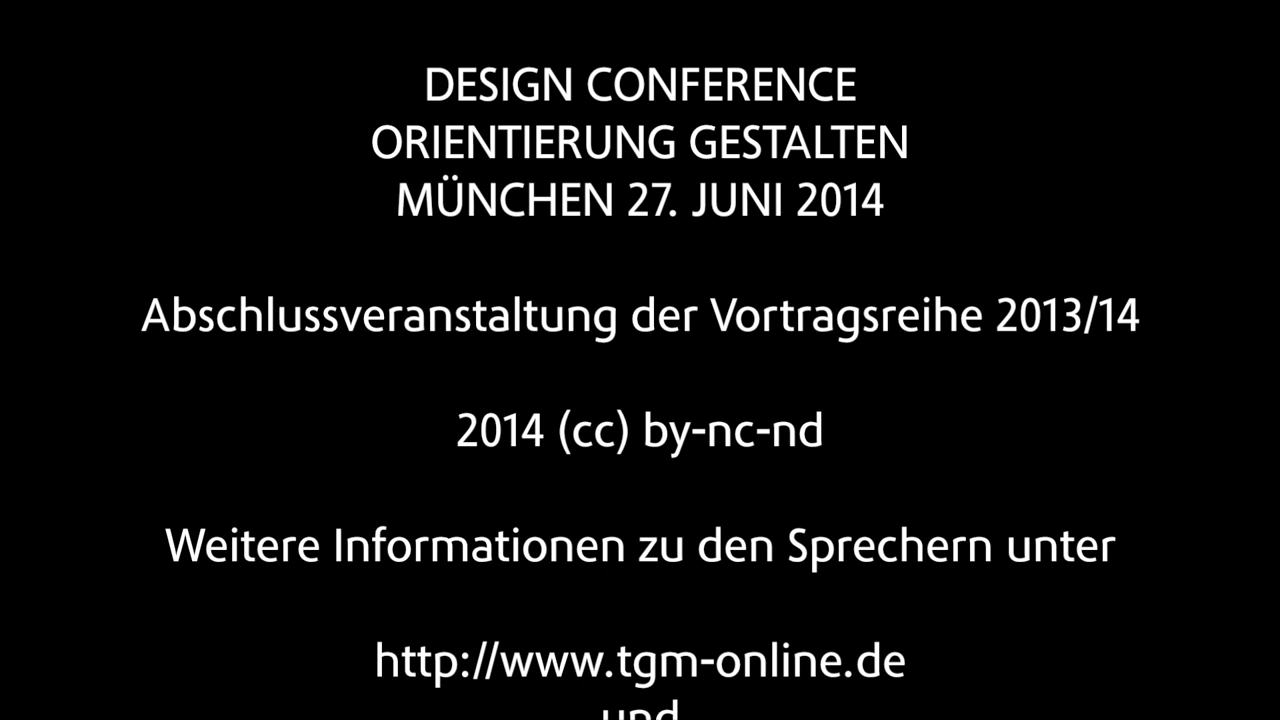 DESIGN CONFERENCE
ORIENTIERUNG GESTALTEN
MÜNCHEN 27. JUNI 2014
Abschlussveranstaltung der Vortragsreihe 2013/14
2014 (cc) by-nc-nd
Weitere Informationen zu den Sprechern unter
http://www.tgm-online.de
und